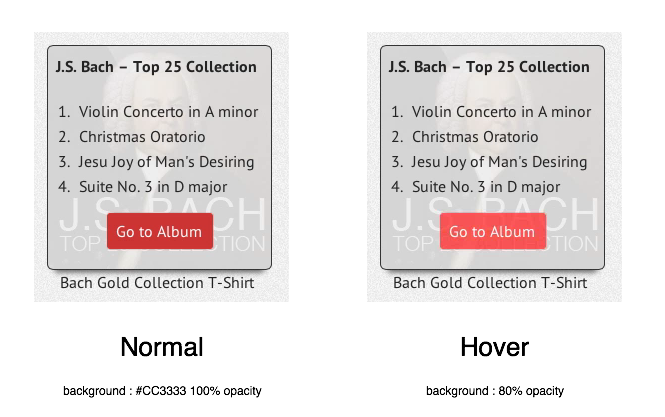 J.S. Bach – Top 25 Collection
1. Violin Concerto in A minor
2. Christmas Oratorio
3. Jesu Joy of Man's Desiring
4. Suite No. 3 in D major
J.S. BACH
Go to Album
TOP COLLECTION
Bach Gold Collection T-Shirt
Normal
background : #CC3333 100% opacity
J.S. Bach – Top 25 Collection
1. Violin Concerto in A minor
2. Christmas Oratorio
3. Jesu Joy of Man's Desiring
4. Suite No. 3 in D major
J.S. BACH
Go to Album
TOP COLLECTION
Bach Gold Collection T-Shirt
Hover
background : 80% opacity